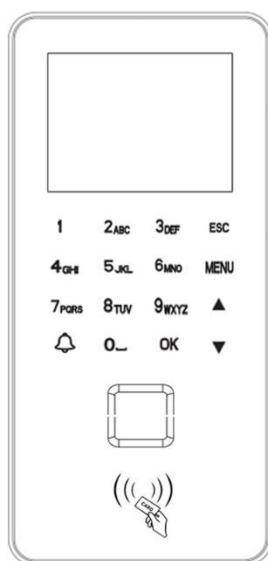 1 2ABC 3DEF ESC
4GHI 5JKL 6MNO MENU
7PQRS 8TUV 9WXYZ ▲
0⎵ OK ▼
CARD